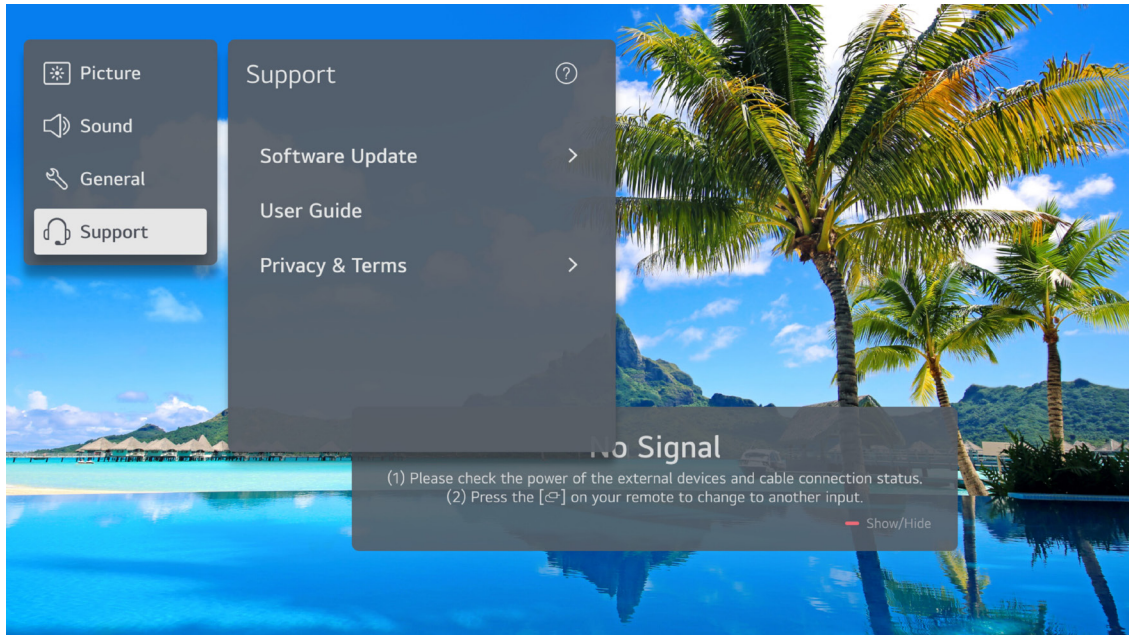 Picture
Sound
General
Support
Support
Software Update
User Guide
Privacy & Terms
No Signal
(1) Please check the power of the external devices and cable connection status.
(2) Press the [⏎] on your remote to change to another input.
Show/Hide